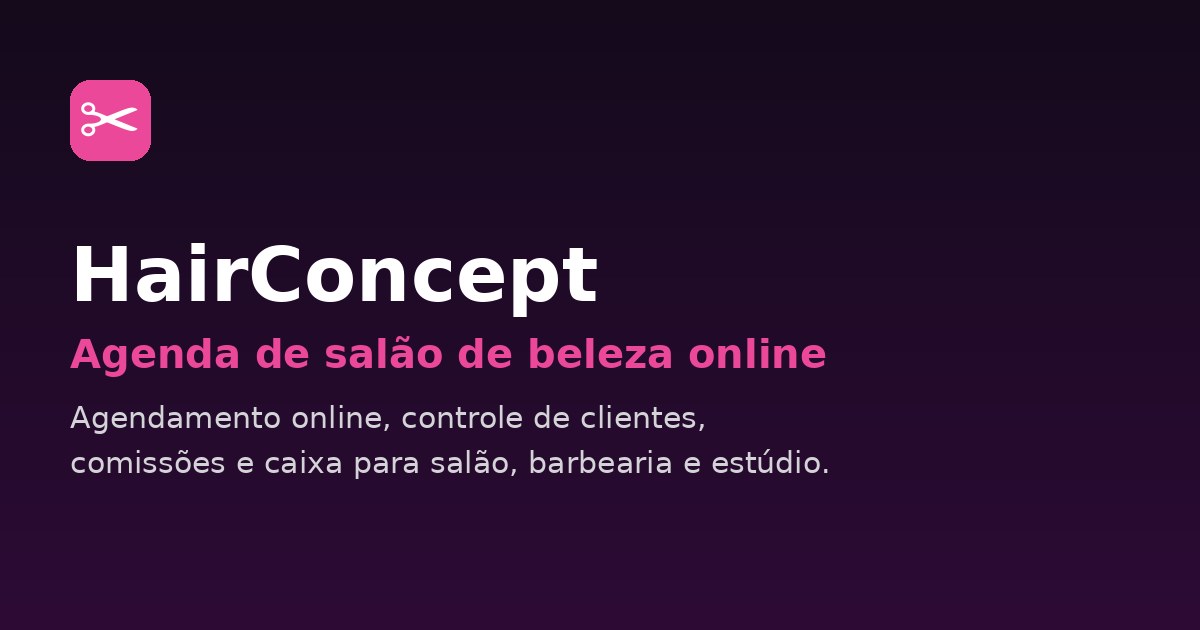 HairConcept
Agenda de salão de beleza online
Agendamento online, controle de clientes,
comissões e caixa para salão, barbearia e estúdio.